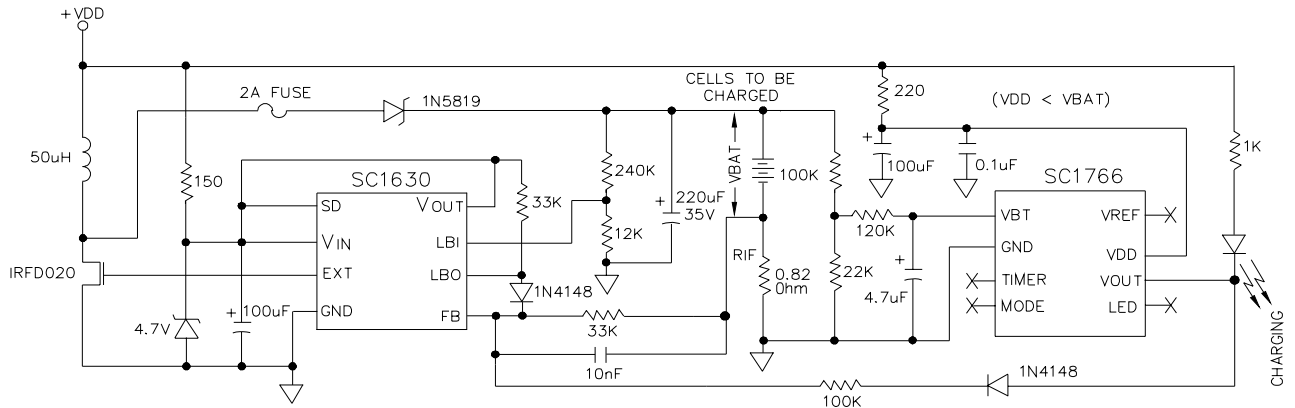 +VDD
2A FUSE
1N5819
CELLS TO BE
CHARGED
220
(VDD < VBAT)
50uH
150
SC1630
33K
240K
220uF
35V
VBAT
100K
100uF
0.1uF
SC1766
1K
SD
VOUT
VIN
LBI
12K
RIF
120K
VBT
VREF
GND
VDD
IRFD020
EXT
LBO
1N4148
0.82
Ohm
22K
4.7uF
TIMER
VOUT
4.7V
100uF
GND
FB
33K
MODE
LED
10nF
1N4148
100K
CHARGING